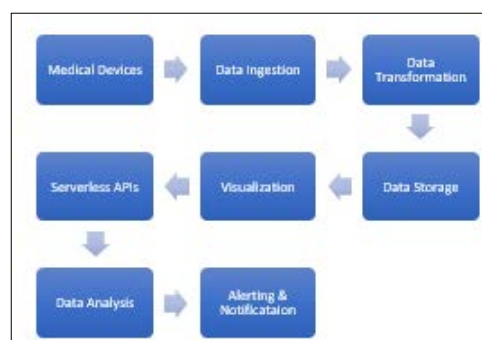 Medical Devices
Data Ingestion
Data
Transformation
Data Storage
Visualization
Serverless APIs
Data Analysis
Alerting &
Notificataion